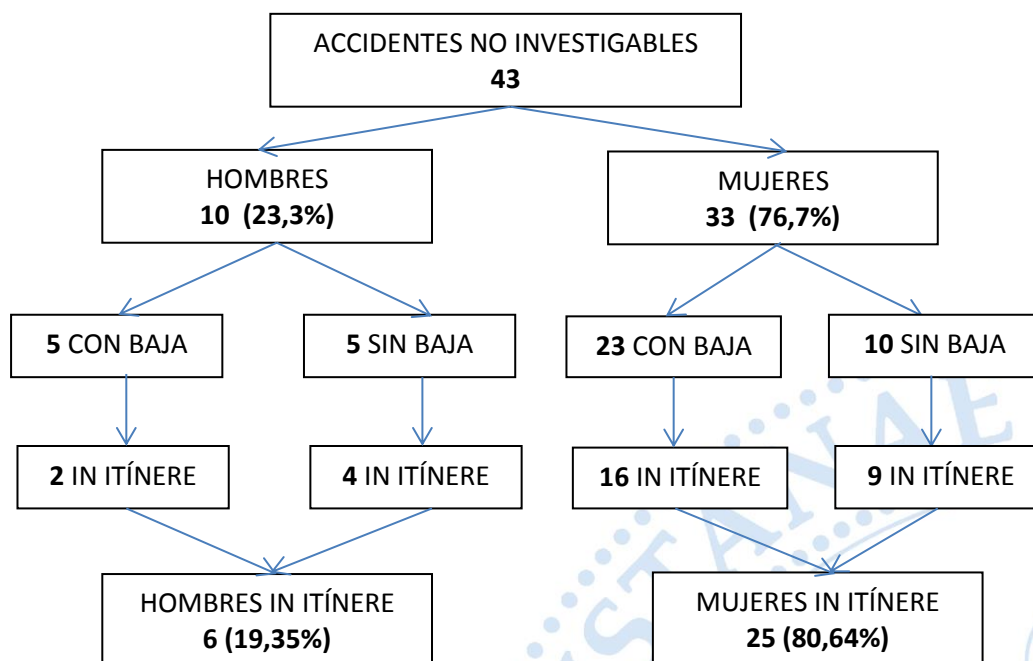 ACCIDENTES NO INVESTIGABLES
43
HOMBRES
10 (23,3%)
MUJERES
33 (76,7%)
5 CON BAJA
5 SIN BAJA
23 CON BAJA
10 SIN BAJA
2 IN ITÍNERE
4 IN ITÍNERE
16 IN ITÍNERE
9 IN ITÍNERE
HOMBRES IN ITÍNERE
6 (19,35%)
MUJERES IN ITÍNERE
25 (80,64%)